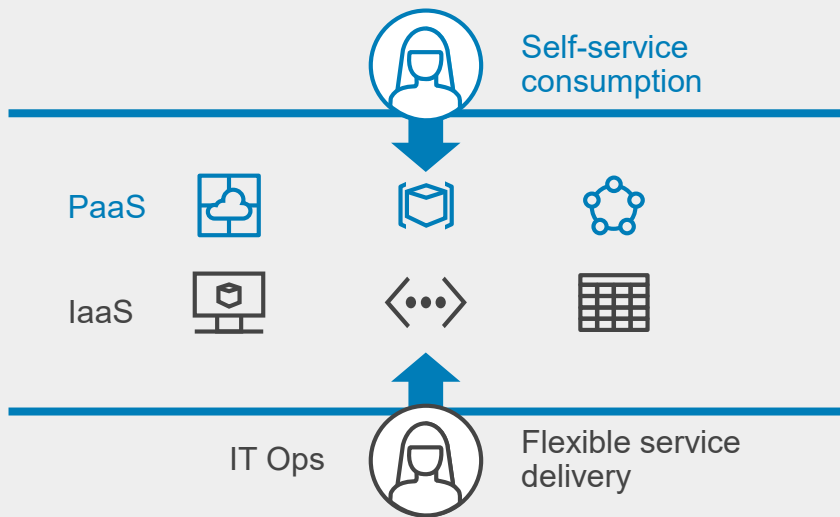 Self-service
consumption
PaaS
IaaS
IT Ops
Flexible service
delivery